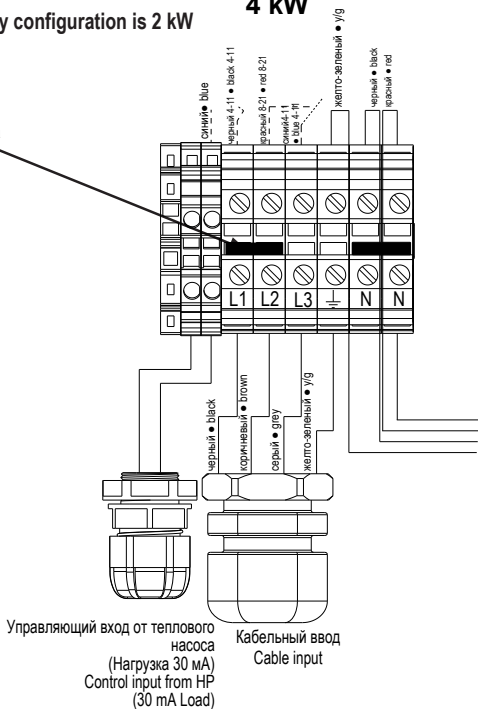 y configuration is 2 kW
4 kW
синий ● blue
черный 4-11 ● black 4-11
красный 8-21 ● red 8-21
синий4-11
● blue 4-11
желто-зеленый ● y/g
черный ● black
красный ● red
L1 L2 L3 N N
черный ● black
коричневый ● brown
серый ● grey
желто-зеленый ● y/g
Управляющий вход от теплового
насоса
(Нагрузка 30 мА)
Control input from HP
(30 mA Load)
Кабельный ввод
Cable input